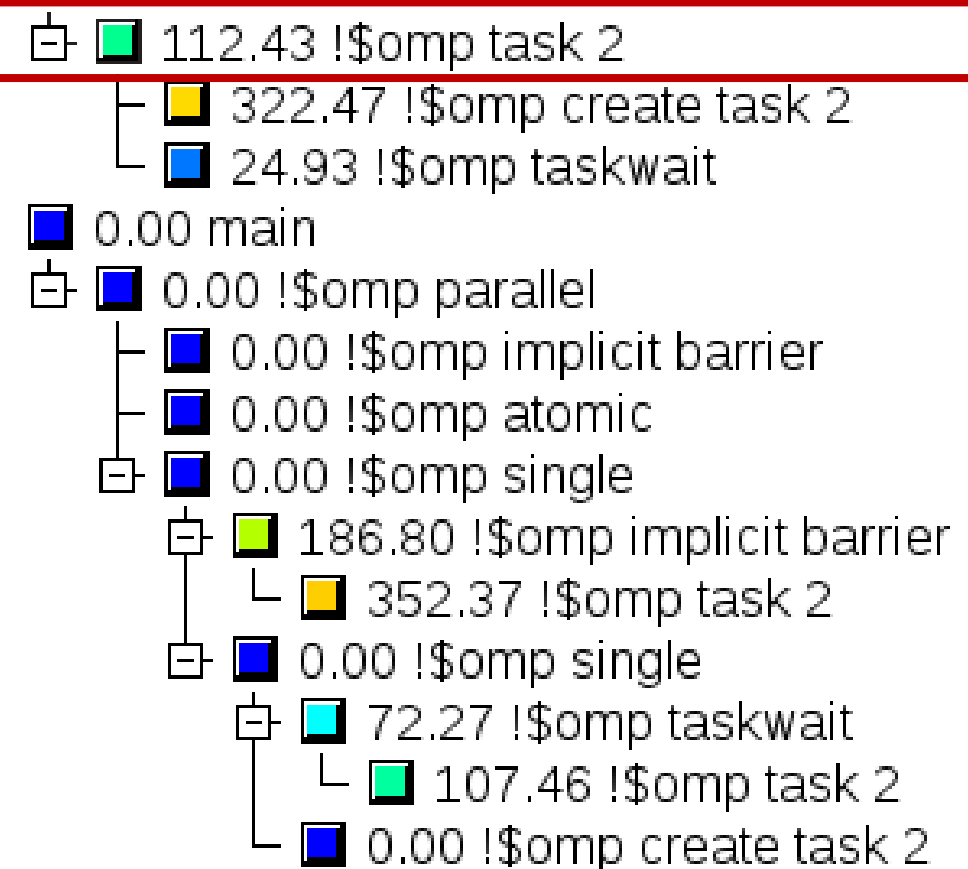 112.43 !$omp task 2
322.47 !$omp create task 2
24.93 !$omp taskwait
0.00 main
0.00 !$omp parallel
0.00 !$omp implicit barrier
0.00 !$omp atomic
0.00 !$omp single
186.80 !$omp implicit barrier
352.37 !$omp task 2
0.00 !$omp single
72.27 !$omp taskwait
107.46 !$omp task 2
0.00 !$omp create task 2